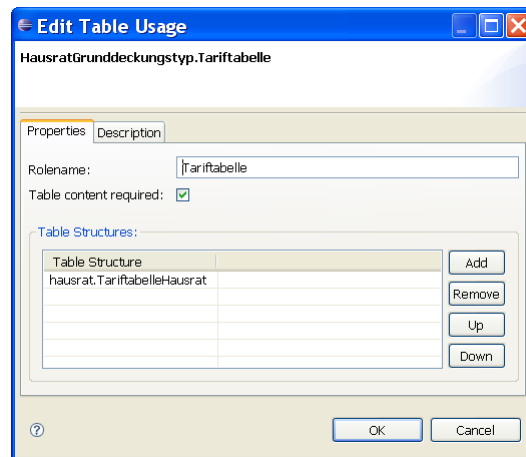 Edit Table Usage
HausratGrunddeckungstyp.Tariftabelle
Properties Description
Rolename: Tariftabelle
Table content required:
Table Structures:
Table Structure
hausrat.TariftabelleHausrat
Add
Remove
Up
Down
? OK Cancel